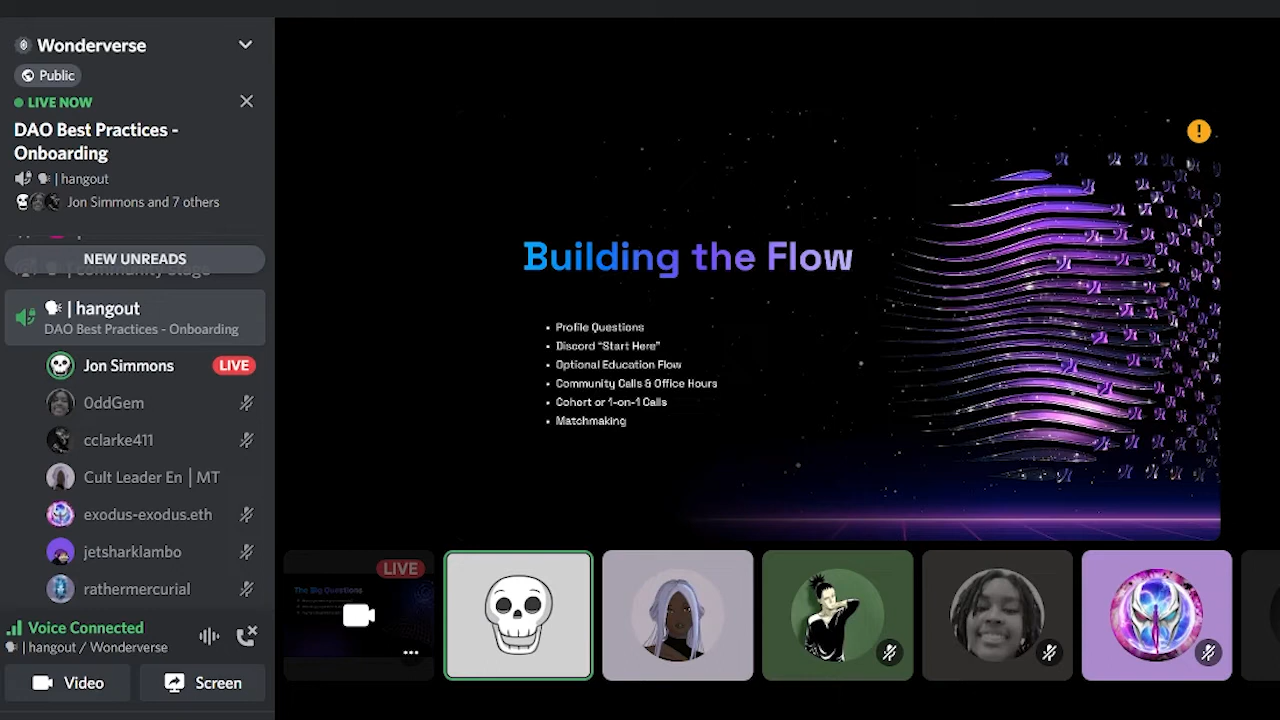 Wonderverse
Public
LIVE NOW
DAO Best Practices -
Onboarding
| hangout
Jon Simmons and 7 others
NEW UNREADS
| community stage
| hangout
DAO Best Practices - Onboarding
Jon Simmons
LIVE
OddGem
cclarke411
Cult Leader En | MT
exodus-exodus.eth
jetsharklambo
rathermercurial
Voice Connected
| hangout / Wonderverse
Video
Screen
Building the Flow
• Profile Questions
• Discord “Start Here”
• Optional Education Flow
• Community Calls & Office Hours
• Cohort or 1-on-1 Calls
• Matchmaking
LIVE
The Big Questions